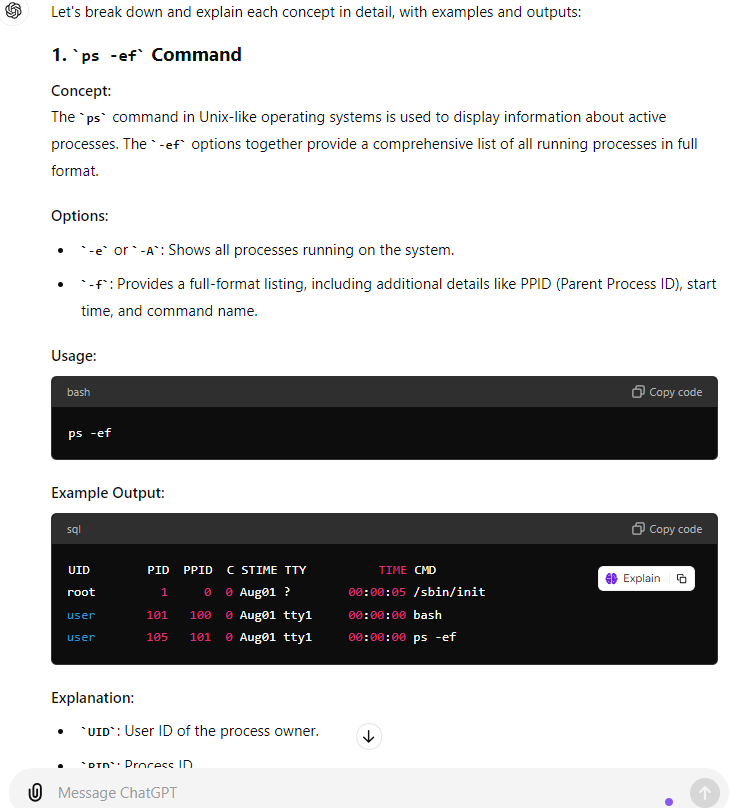 Let's break down and explain each concept in detail, with examples and outputs:
1. `ps -ef` Command
Concept:
The `ps` command in Unix-like operating systems is used to display information about active
processes. The `-ef` options together provide a comprehensive list of all running processes in full
format.
Options:
`-e` or `-A`: Shows all processes running on the system.
`-f`: Provides a full-format listing, including additional details like PPID (Parent Process ID), start
time, and command name.
Usage:
bash Copy code
ps -ef
Example Output:
sql Copy code
UID PID PPID C STIME TTY TIME CMD
Explain
root 1 0 0 Aug01 ? 00:00:05 /sbin/init
user 101 100 0 Aug01 tty1 00:00:00 bash
user 105 101 0 Aug01 tty1 00:00:00 ps -ef
Explanation:
`UID`: User ID of the process owner.
`PID`: Process ID
Message ChatGPT